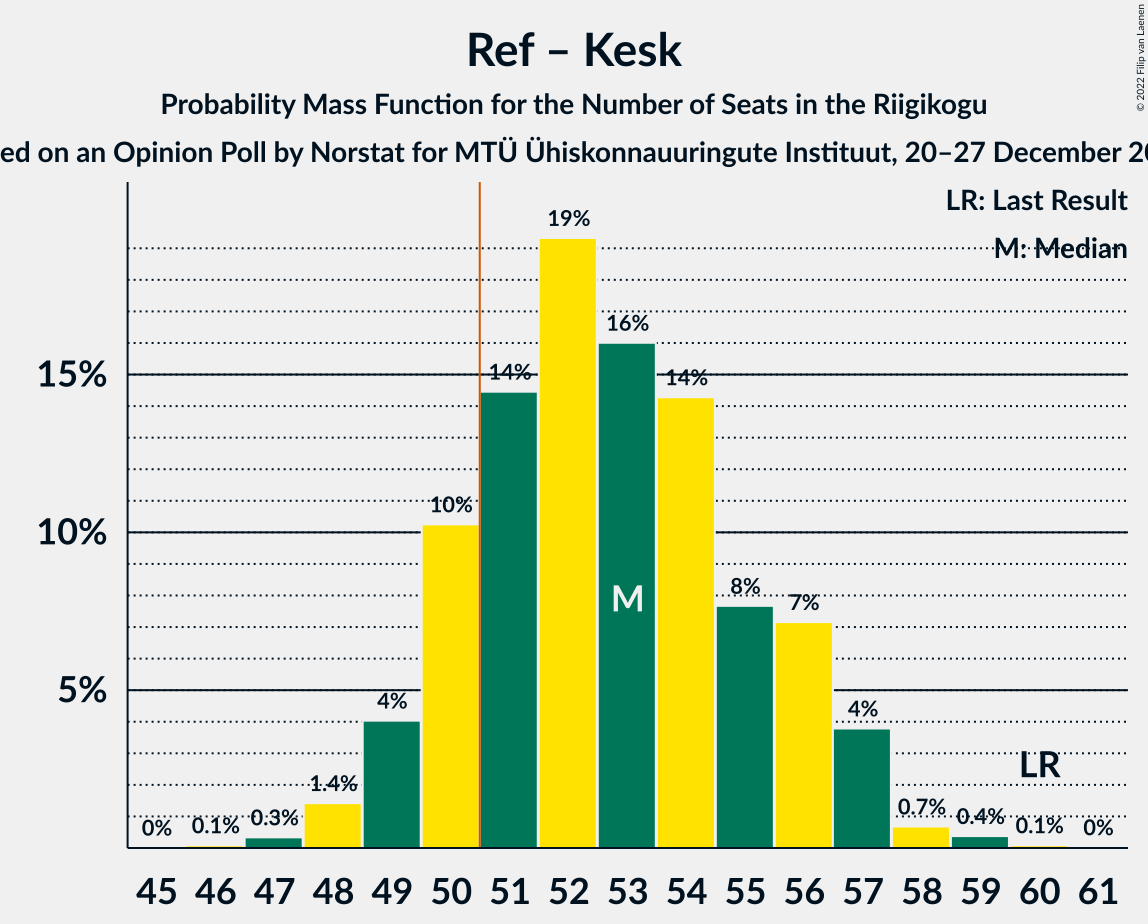 Ref – Kesk
Probability Mass Function for the Number of Seats in the Riigikogu
ed on an Opinion Poll by Norstat for MTÜ Ühiskonnauuringute Instituut, 20–27 December 20
© 2022 Filip van Laenen
LR: Last Result
M: Median
19%
16%
15%
14%
14%
10%
10%
8%
7%
M
5%
4%
4%
LR
1.4%
0.7%
0.3%
0.4%
0% 0.1% 0.1% 0%
45 46 47 48 49 50 51 52 53 54 55 56 57 58 59 60 61